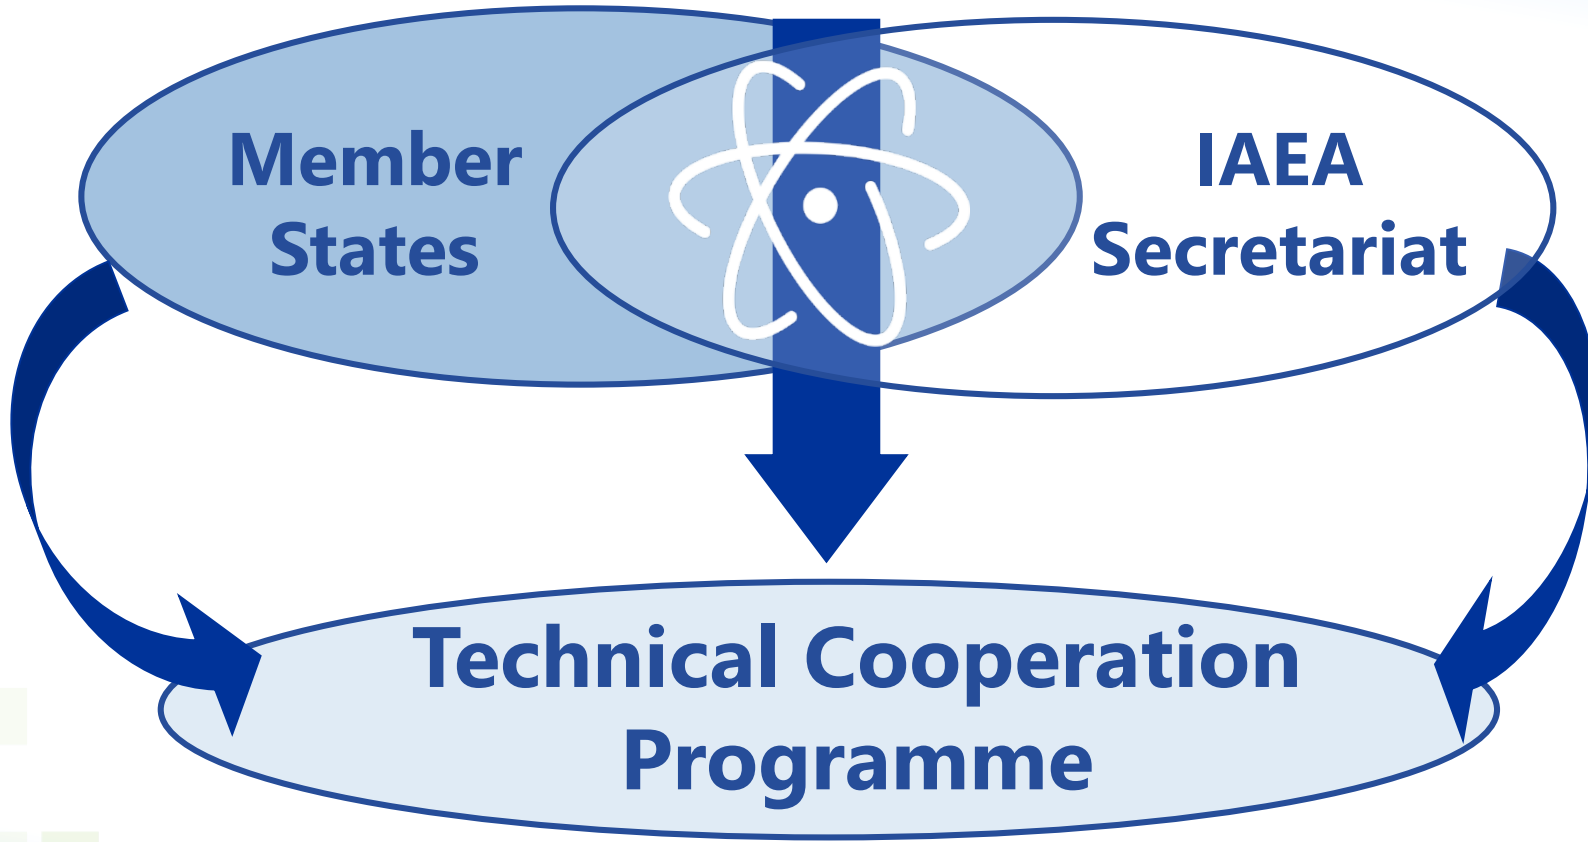 Member
States
IAEA
Secretariat
Technical Cooperation
Programme